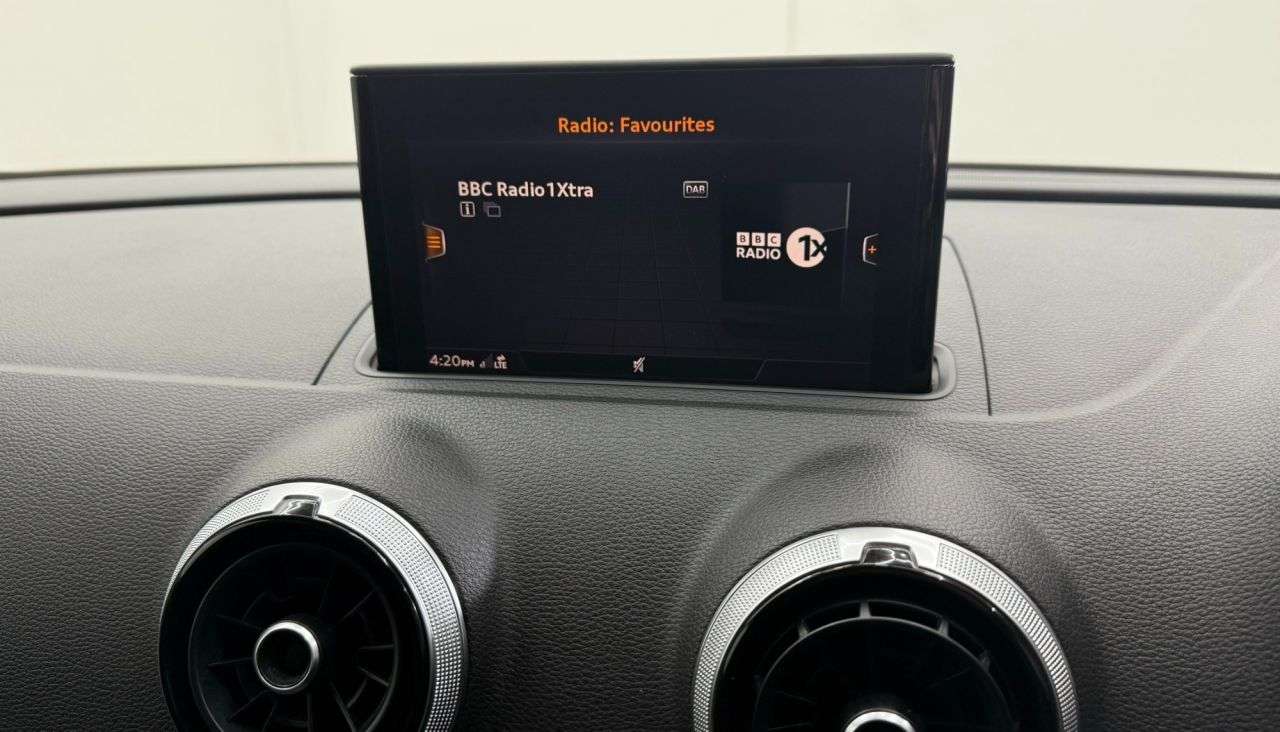 Radio: Favourites
BBC Radio1Xtra
DAB
BBC
RADIO
1X
4:20PM
LTE